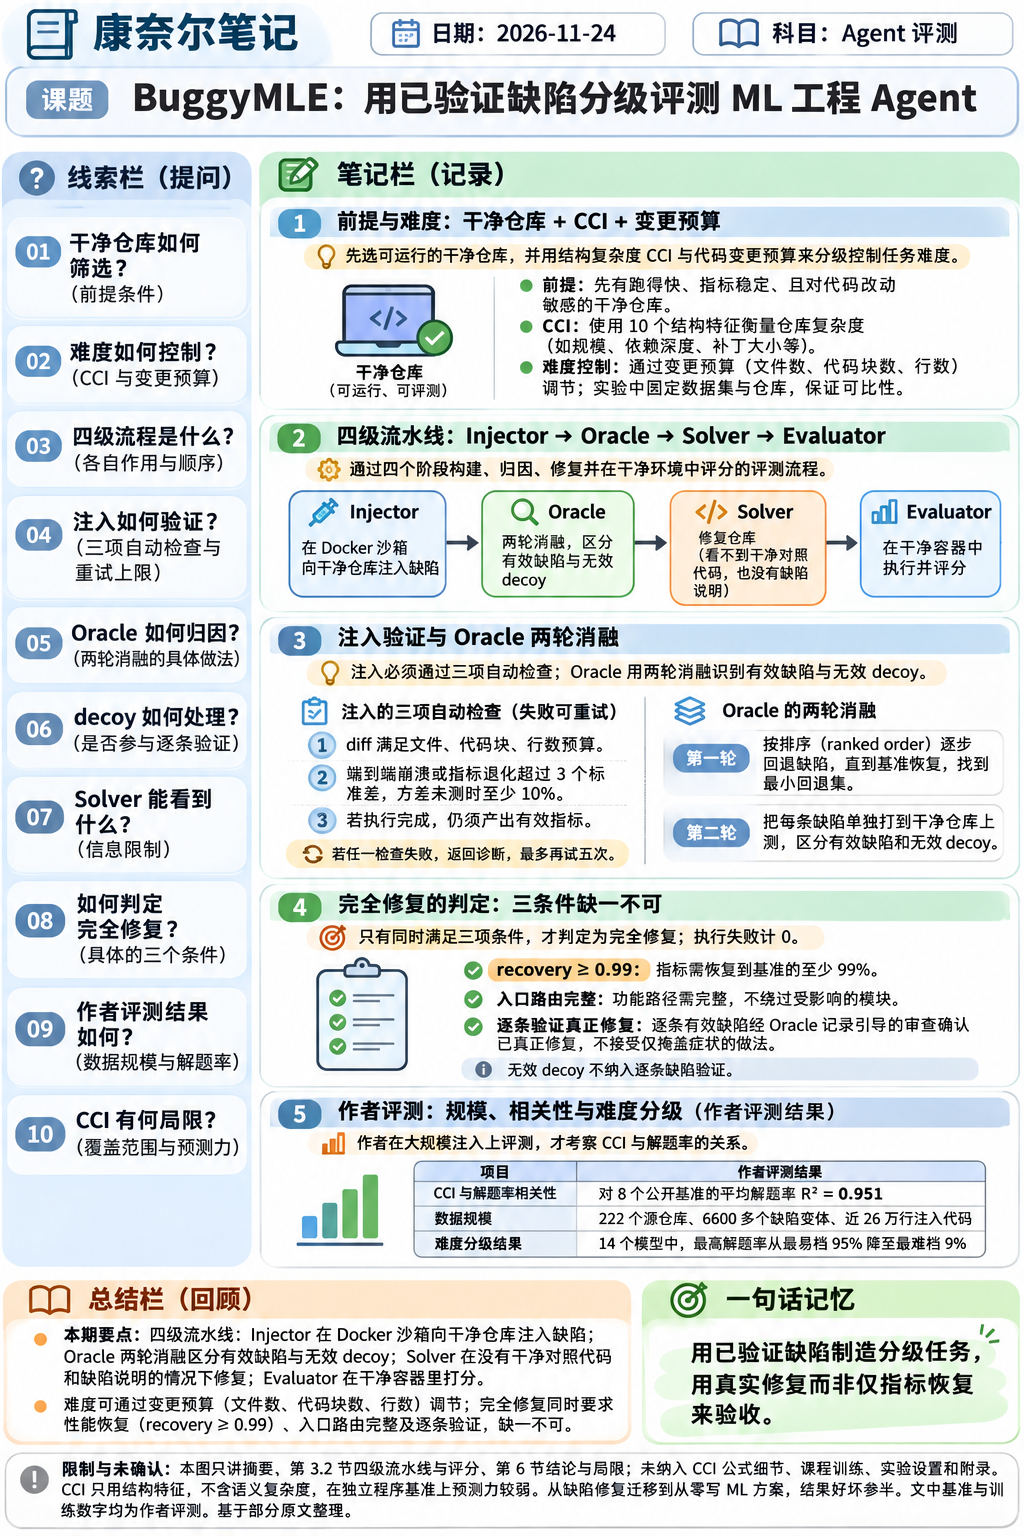 康奈尔笔记
日期：2026-11-24
科目：Agent 评测
课题
BuggyMLE：用已验证缺陷分级评测 ML 工程 Agent
? 线索栏（提问）
01
干净仓库如何
筛选？
（前提条件）
02
难度如何控制？
（CCI 与变更预算）
03
四级流程是什么？
（各自作用与顺序）
04
注入如何验证？
（三项自动检查与
重试上限）
05
Oracle 如何归因？
（两轮消融的具体做法）
06
decoy 如何处理？
（是否参与逐条验证）
07
Solver 能看到
什么？
（信息限制）
08
如何判定
完全修复？
（具体的三个条件）
09
作者评测结果
如何？
（数据规模与解题率）
10
CCI 有何局限？
（覆盖范围与预测力）
笔记栏（记录）
1 前提与难度：干净仓库 + CCI + 变更预算
先选可运行的干净仓库，并用结构复杂度 CCI 与代码变更预算来分级控制任务难度。
</>
干净仓库
（可运行、可评测）
前提：先有跑得快、指标稳定、且对代码改动
敏感的干净仓库。
CCI：使用 10 个结构特征衡量仓库复杂度
（如规模、依赖深度、补丁大小等）。
难度控制：通过变更预算（文件数、代码块数、行数）
调节；实验中固定数据集与仓库，保证可比性。
2 四级流水线：Injector → Oracle → Solver → Evaluator
通过四个阶段构建、归因、修复并在干净环境中评分的评测流程。
Injector
在 Docker 沙箱
向干净仓库注入缺陷
Oracle
两轮消融，区分
有效缺陷与无效
decoy
</> Solver
修复仓库
（看不到干净对照
代码，也没有缺陷
说明）
Evaluator
在干净容器中
执行并评分
3 注入验证与 Oracle 两轮消融
注入必须通过三项自动检查；Oracle 用两轮消融识到有效缺陷与无效 decoy。
注入的三项自动检查（失败可重试）
1 diff 满足文件、代码块、行数预算。
2 端到端崩溃或指标退化超过 3 个标
准差，方差未测时至少 10%。
3 若执行完成，仍须产出有效指标。
若任一检查失败，返回诊断，最多再试五次。
Oracle 的两轮消融
第一轮
按排序（ranked order）逐步
回退缺陷，直到基准恢复，找到
最小回退集。
第二轮
把每条缺陷单独打到干净仓库上
测，区分有效缺陷和无效 decoy。
4 完全修复的判定：三条件缺一不可
只有同时满足三项条件，才判定为完全修复；执行失败计 0。
recovery ≥ 0.99：指标需恢复到基准的至少 99%。
入口路由完整：功能路径需完整，不绕过受影响的模块。
逐条验证真正修复：逐条有效缺陷经 Oracle 记录引导的审查确认
已真正修复，不接受仅掩盖症状的做法。
i 无效 decoy 不纳入逐条缺陷验证。
5 作者评测：规模、相关性与难度分级（作者评测结果）
作者在大规模注入上评测，才考察 CCI 与解题率的关系。
项目 作者评测结果
CCI 与解题率相关性 对 8 个公开基准的平均解题率 R² = 0.951
数据规模 222 个源仓库、6600 多个缺陷变体、近 26 万行注入代码
难度分级结果 14 个模型中，最高解题率从最易档 95% 降至最难档 9%
总结栏（回顾）
本期要点：四级流水线：Injector 在 Docker 沙箱向干净仓库注入缺陷；
Oracle 两轮消融区分有效缺陷与无效 decoy；Solver 在没有干净对照代码
和缺陷说明的情况下修复；Evaluator 在干净容器里打分。
难度可通过变更预算（文件数、代码块数、行数）调节；完全修复同时要求
性能恢复（recovery ≥ 0.99）、入口路由完整及逐条验证，缺一不可。
一句话记忆
用已验证缺陷制造分级任务，
用真实修复而非仅指标恢复
来验收。
! 限制与未确认：本图只讲摘要、第 3.2 节四级流水线与评分、第 6 节结论与局限；未纳入 CCI 公式细节、课程训练、实验设置和附录。
CCI 只用结构特征，不含语义复杂度，在独立程序基准上预测力较弱。从缺陷修复迁移到从零写 ML 方案，结果好坏参半。文中基准与训
练数字均为作者评测。基于部分原文整理。